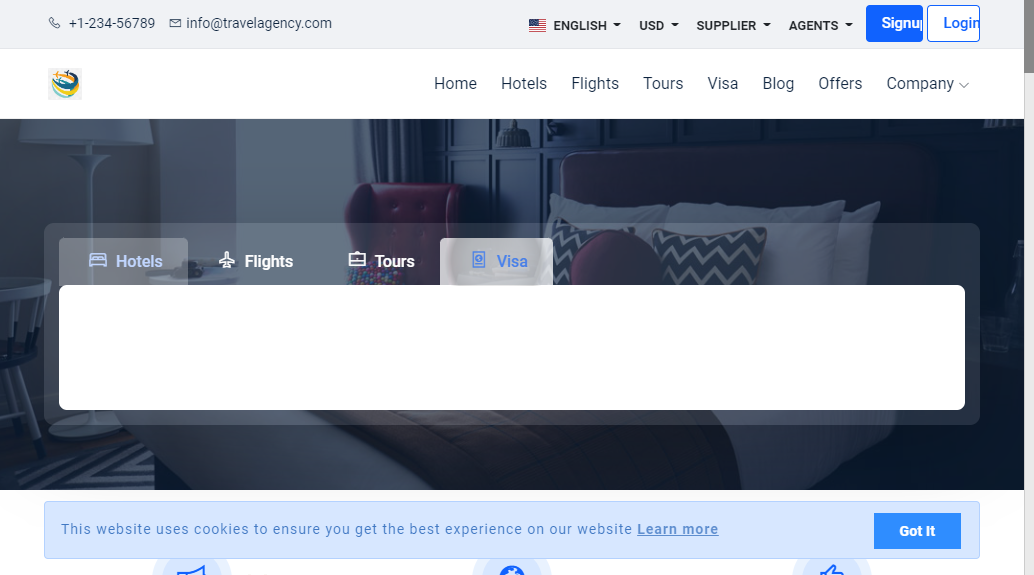 +1-234-56789 info@travelagency.com ENGLISH USD SUPPLIER AGENTS Signup Login
Home Hotels Flights Tours Visa Blog Offers Company
Hotels Flights Tours Visa
This website uses cookies to ensure you get the best experience on our website Learn more
Got It